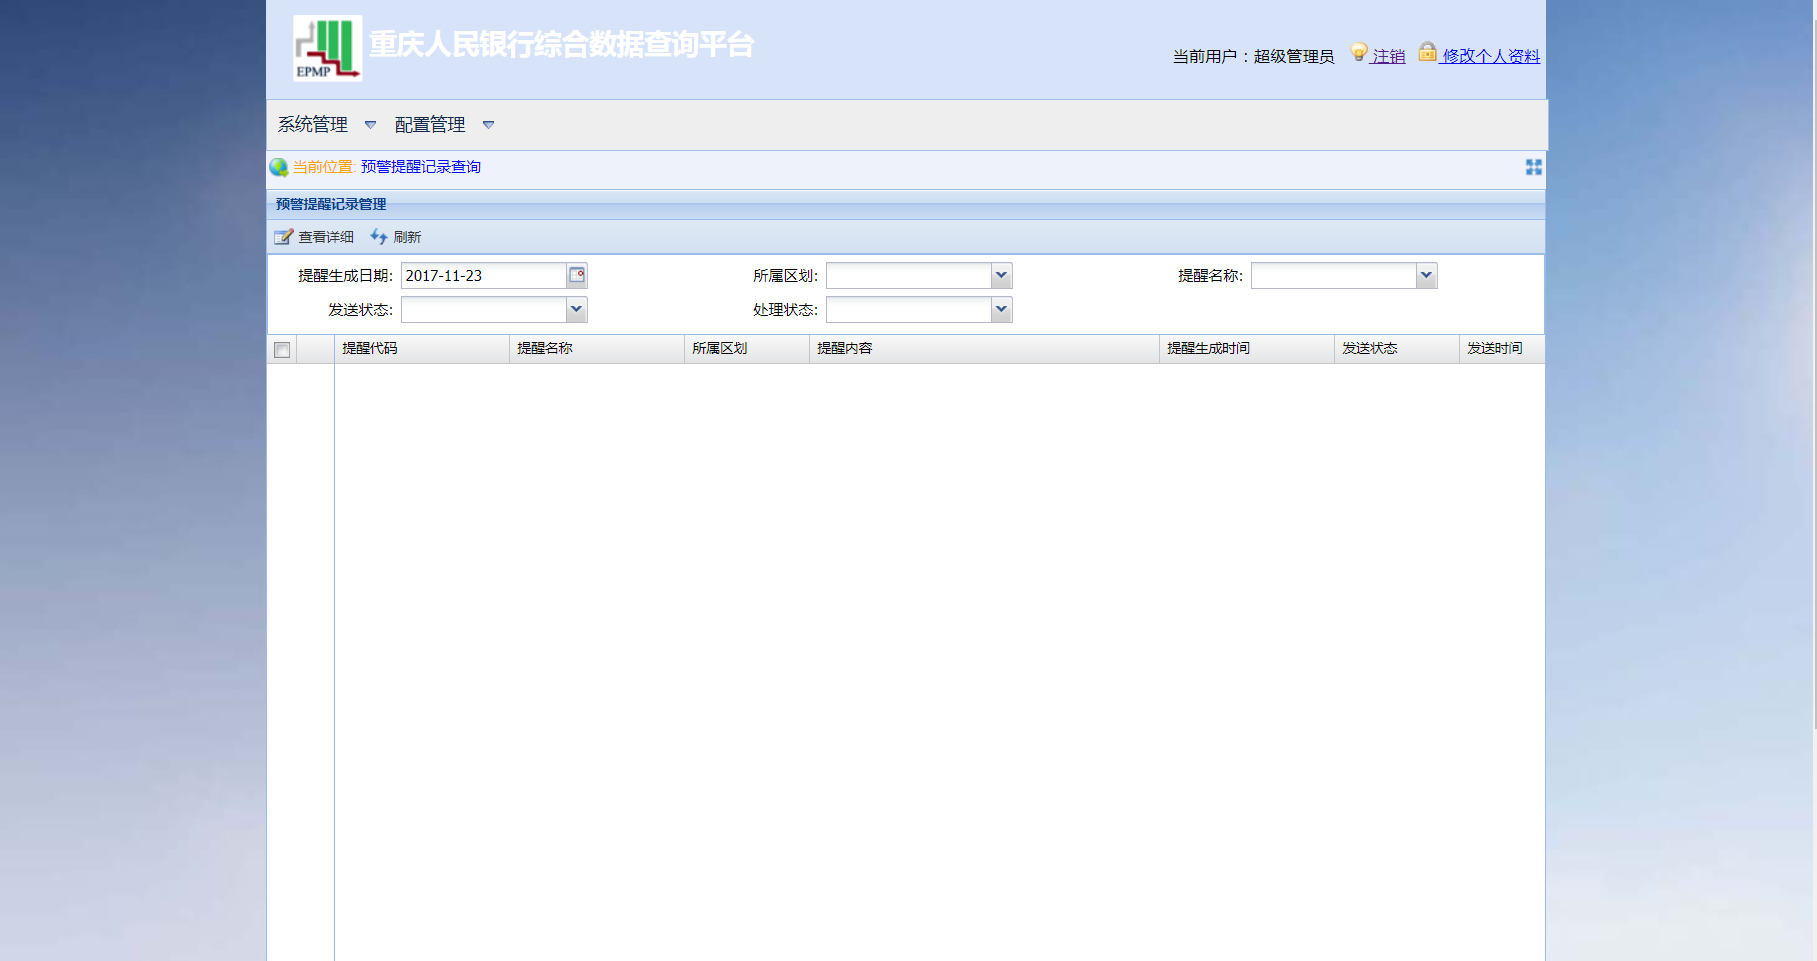 EPMP
重庆人民银行综合数据查询平台
当前用户：超级管理员 注销 修改个人资料
系统管理 配置管理
当前位置: 预警提醒记录查询
预警提醒记录管理
查看详细 刷新
提醒生成日期: 2017-11-23 所属区划: 提醒名称:
发送状态: 处理状态:
提醒代码 提醒名称 所属区划 提醒内容 提醒生成时间 发送状态 发送时间